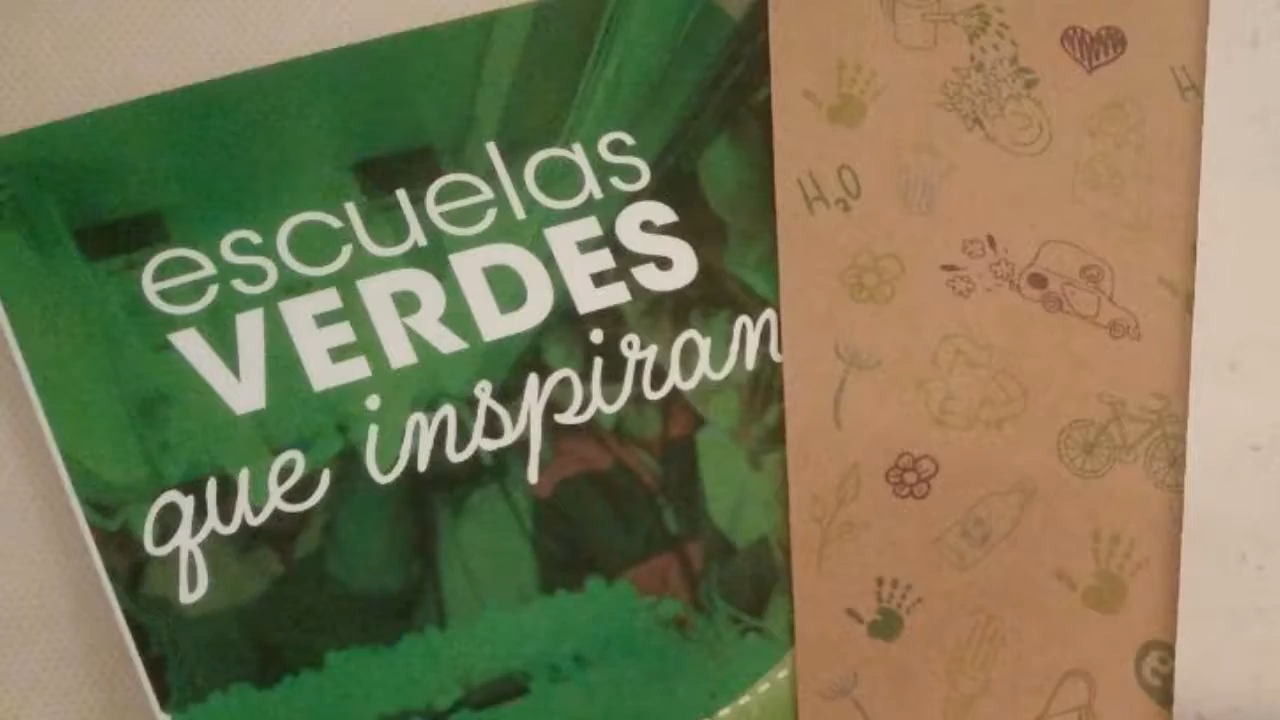 escuelas
VERDES
que inspiran
H₂O
H